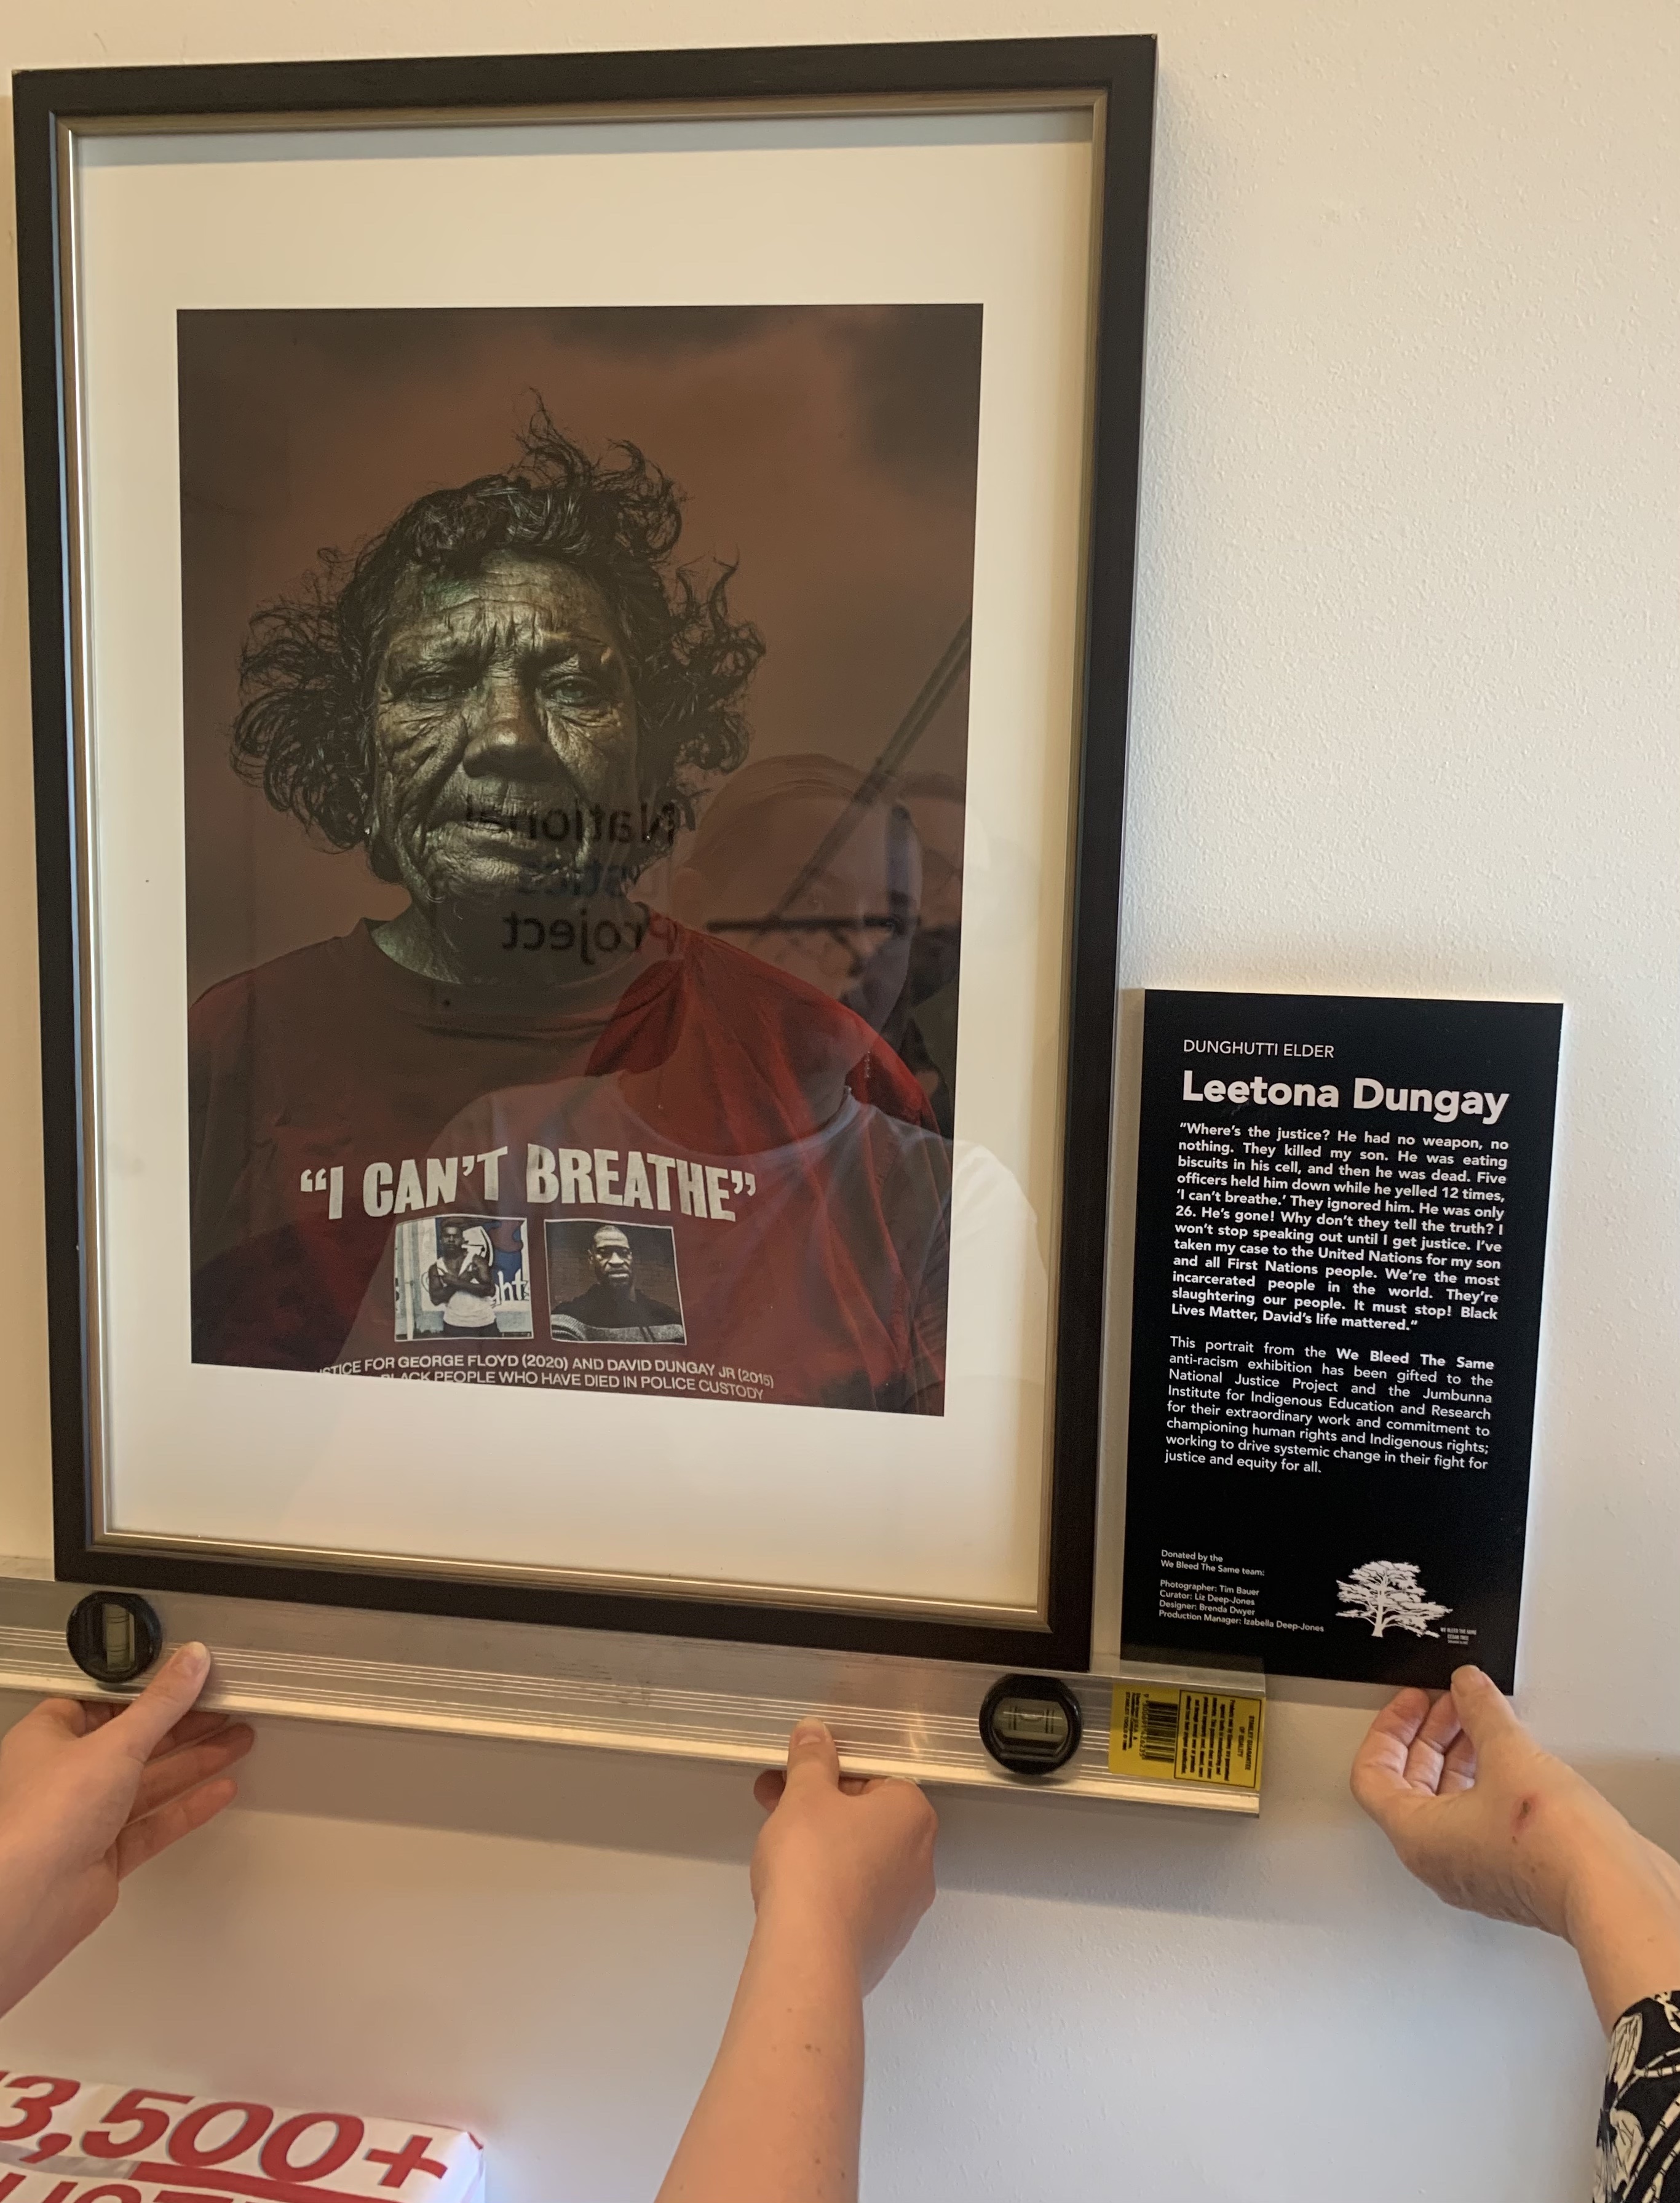 National
Project
"I CAN'T BREATHE"
FOR GEORGE FLOYD (2020) AND DAVID DUNGAY JR (2015)
PEOPLE WHO HAVE DIED IN POLICE CUSTODY
DUNGHUTTI ELDER
Leetona Dungay
"Where's the justice? He had no weapon, no
nothing. They killed my son. He was eating
biscuits in his cell, and then he was dead. Five
officers held him down while he yelled 12 times,
'I can't breathe.' They ignored him. He was only
26. He's gone! Why don't they tell the truth? I
won't stop speaking out until I get justice. I've
taken my case to the United Nations for my son
and all First Nations people. We're the most
incarcerated people in the world. They're
slaughtering our people. It must stop! Black
Lives Matter, David's life mattered."
This portrait from the We Bleed The Same
anti-racism exhibition has been gifted to the
National Justice Project and the Jumbunna
Institute for Indigenous Education and Research
for their extraordinary work and commitment to
championing human rights and Indigenous rights;
working to drive systemic change in their fight for
justice and equity for all.
Donated by the
We Bleed The Same team:
Photographer: Tim Bauer
Curator: Liz Deep-Jones
Designer: Brenda Dwyer
Production Manager: Izabella Deep-Jones
WE BLEED THE SAME
3,500+